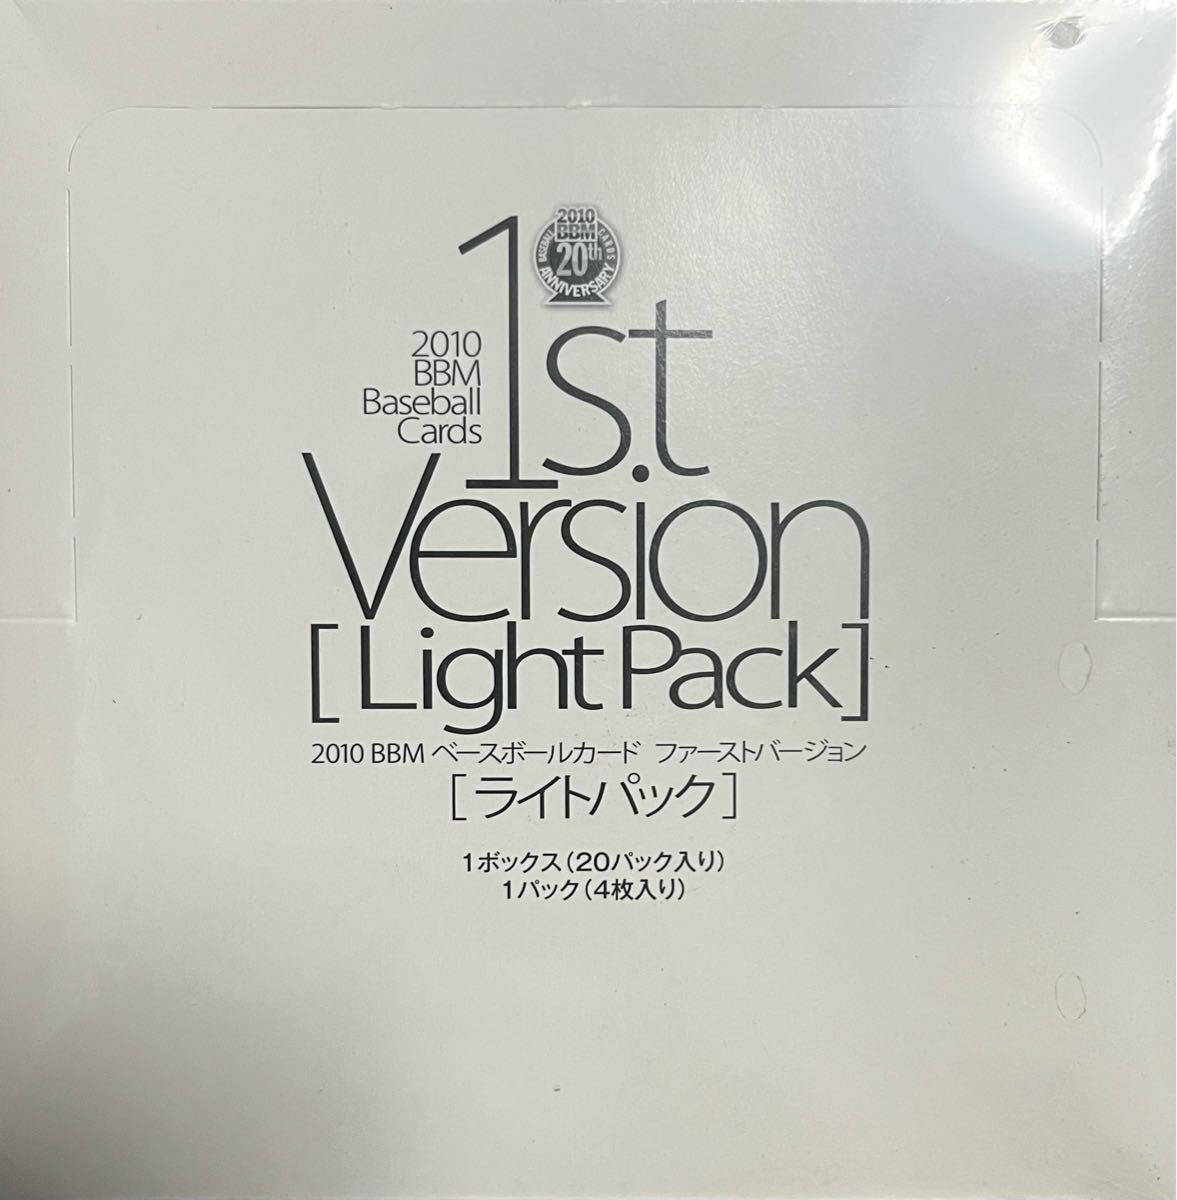 2010
BBM
20th
BASEBALL CARDS
ANNIVERSARY
2010
BBM
Baseball
Cards
1s.t
Version
[Light Pack]
2010 BBM ベースボールカード ファーストバージョン
[ライトパック]
1ボックス(20パック入り)
1パック(4枚入り)